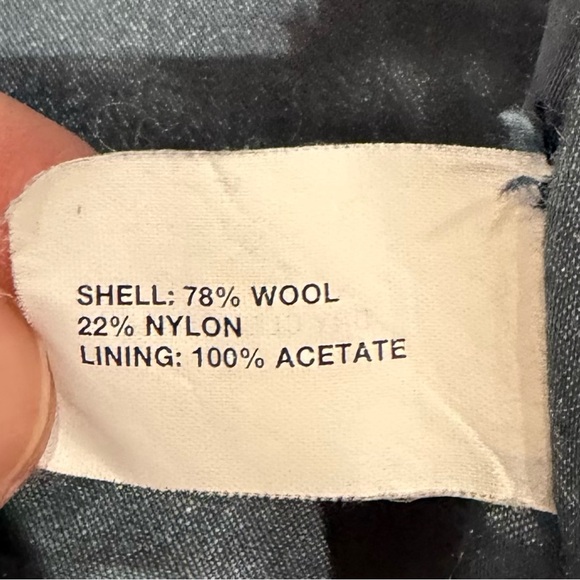 SHELL: 78% WOOL
22% NYLON
LINING: 100% ACETATE